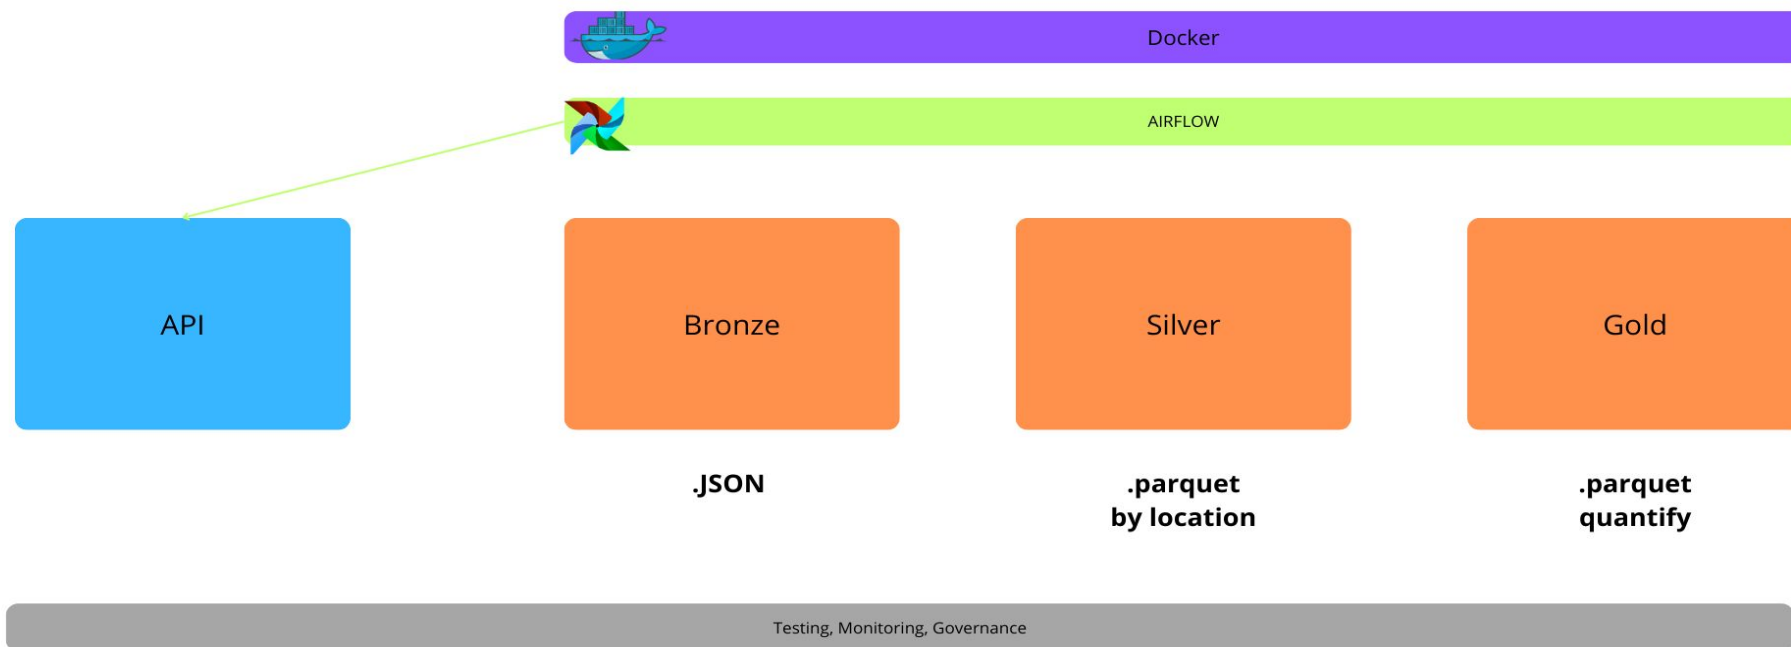 Docker
AIRFLOW
API
Bronze
Silver
Gold
.JSON
.parquet
by location
.parquet
quantify
Testing, Monitoring, Governance